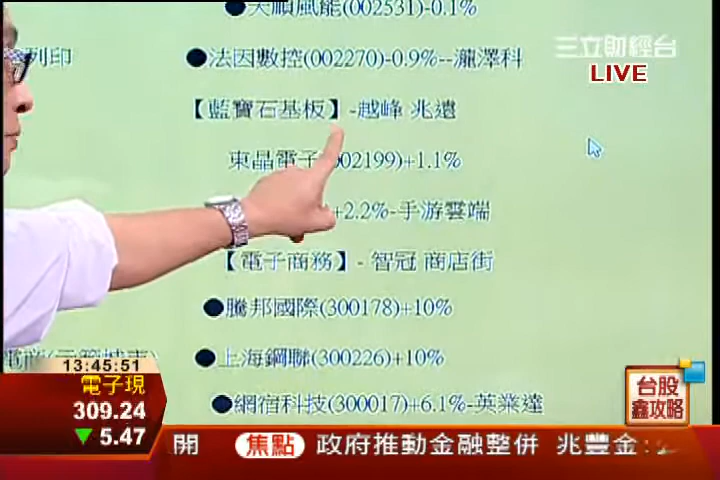 ●天順風能(002531)-0.1%
列印
●法因數控(002270)-0.9%--瀧澤科
三立財經台
LIVE
【藍寶石基板】-越峰 兆遠
東晶電子(002199)+1.1%
+2.2%-手游雲端
【電子商務】- 智冠 商店街
●騰邦國際(300178)+10%
●上海鋼聯(300226)+10%
●網宿科技(300017)+6.1%-英業達
13:45:51
電子現
309.24
▼5.47
台股
鑫攻略
開
焦點
政府推動金融整併 兆豐金: